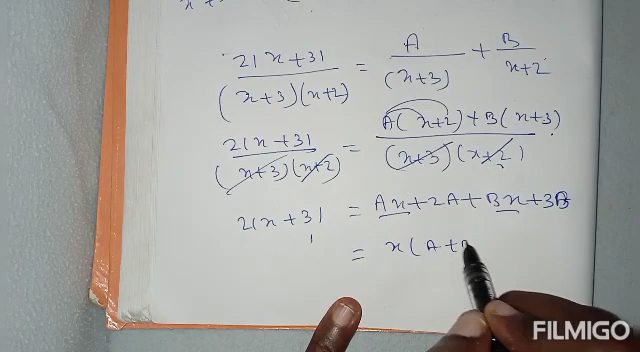 21x+31 / (x+3)(x+2) = A / (x+3) + B / x+2
21x+31 / (x+3)(x+2) = A(x+2)+B(x+3) / (x+3)(x+2)
21x+31 = Ax+2A+Bx+3B
= x(A+
FILMIGO